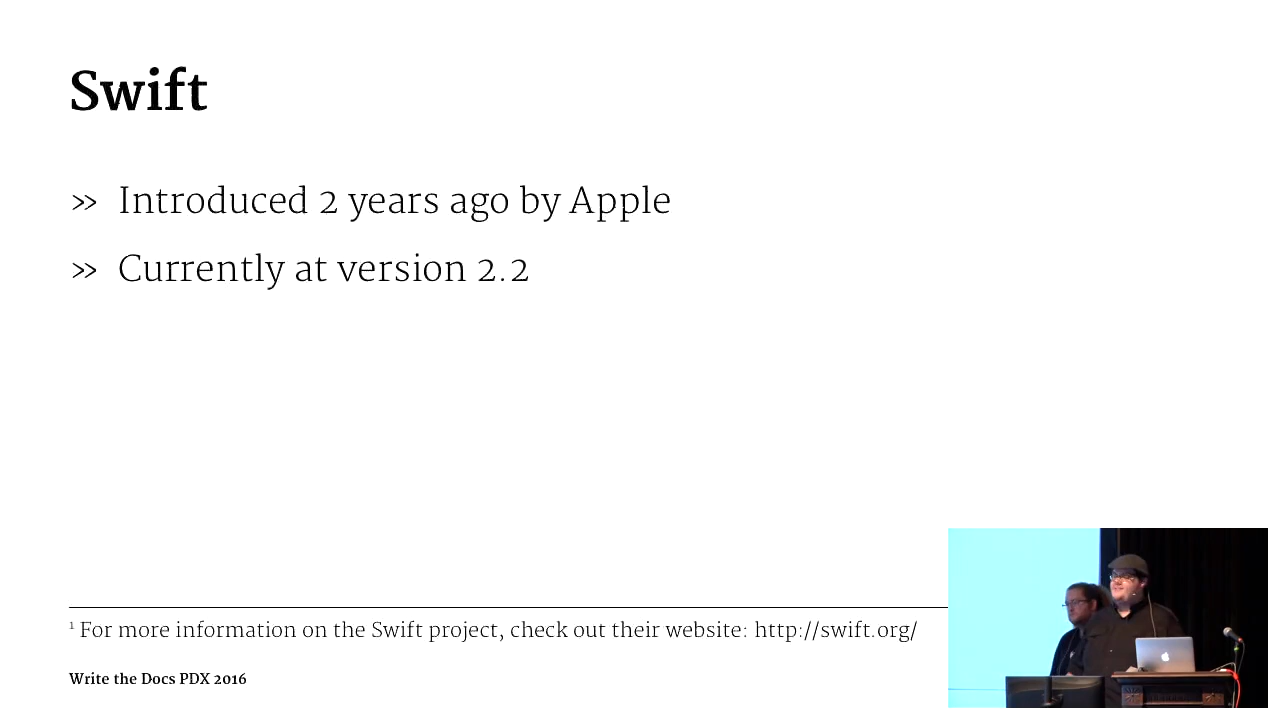 Swift
» Introduced 2 years ago by Apple
» Currently at version 2.2
¹ For more information on the Swift project, check out their website: http://swift.org/
Write the Docs PDX 2016